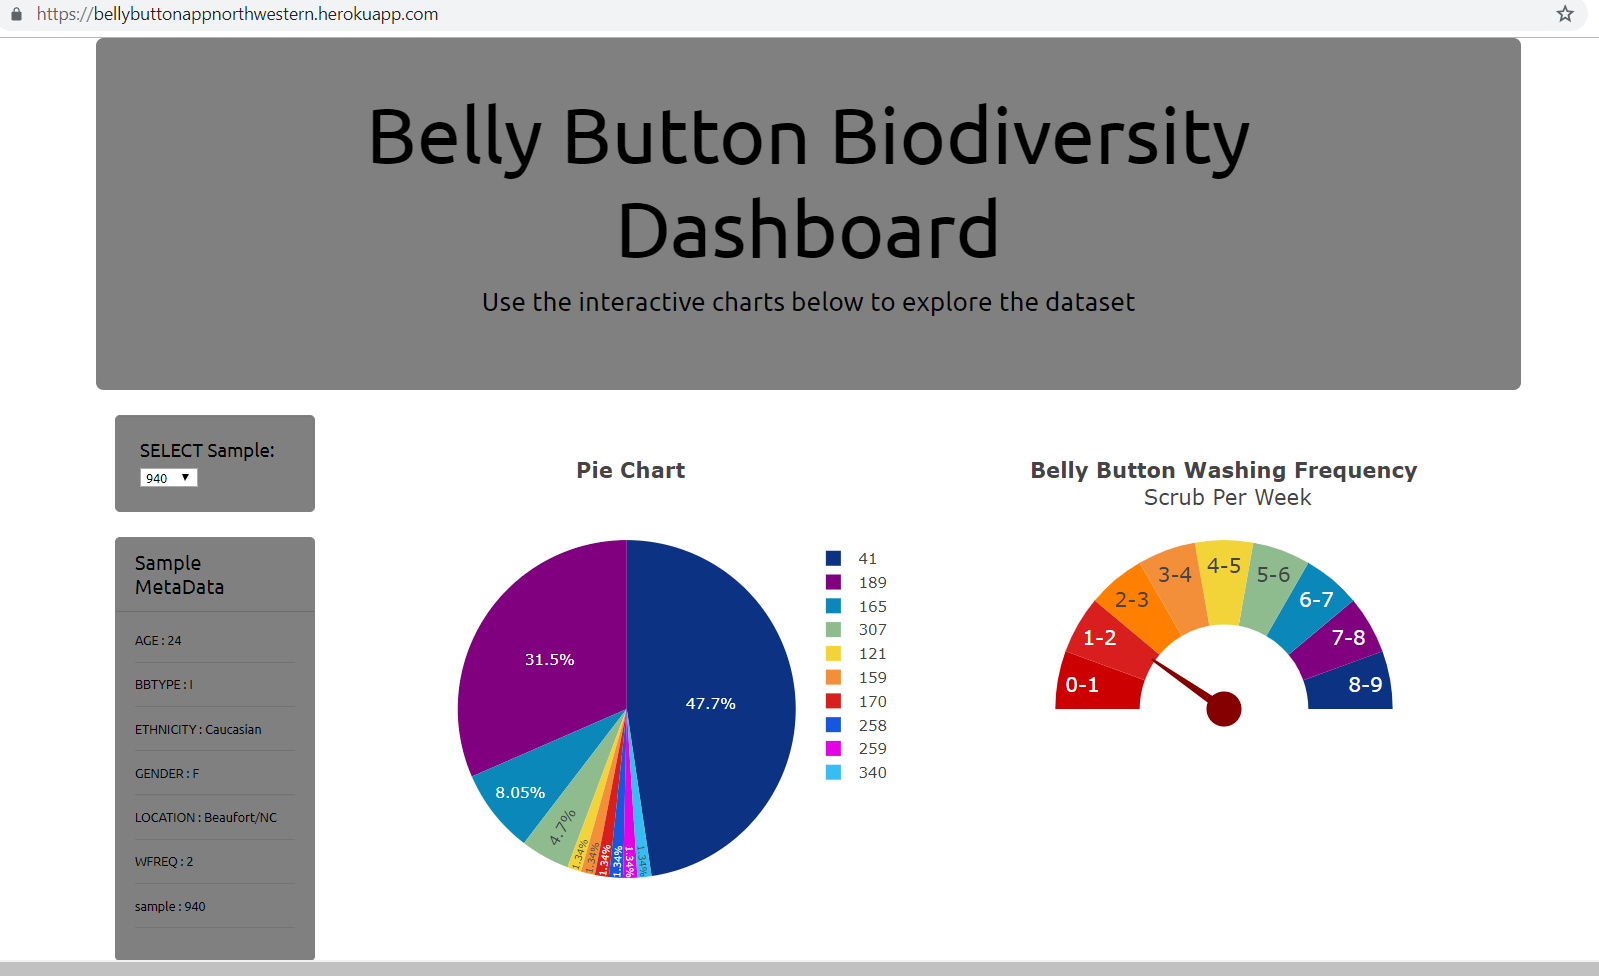 https://bellybuttonappnorthwestern.herokuapp.com
Belly Button Biodiversity
Dashboard
Use the interactive charts below to explore the dataset
SELECT Sample:
940
Sample
MetaData
AGE : 24
BBTYPE : I
ETHNICITY : Caucasian
GENDER : F
LOCATION : Beaufort/NC
WFREQ : 2
sample : 940
Pie Chart
47.7%
31.5%
8.05%
4.7%
1.34%
1.34%
1.34%
1.34%
1.34%
1.34%
41
189
165
307
121
159
170
258
259
340
Belly Button Washing Frequency
Scrub Per Week
0-1
1-2
2-3
3-4
4-5
5-6
6-7
7-8
8-9